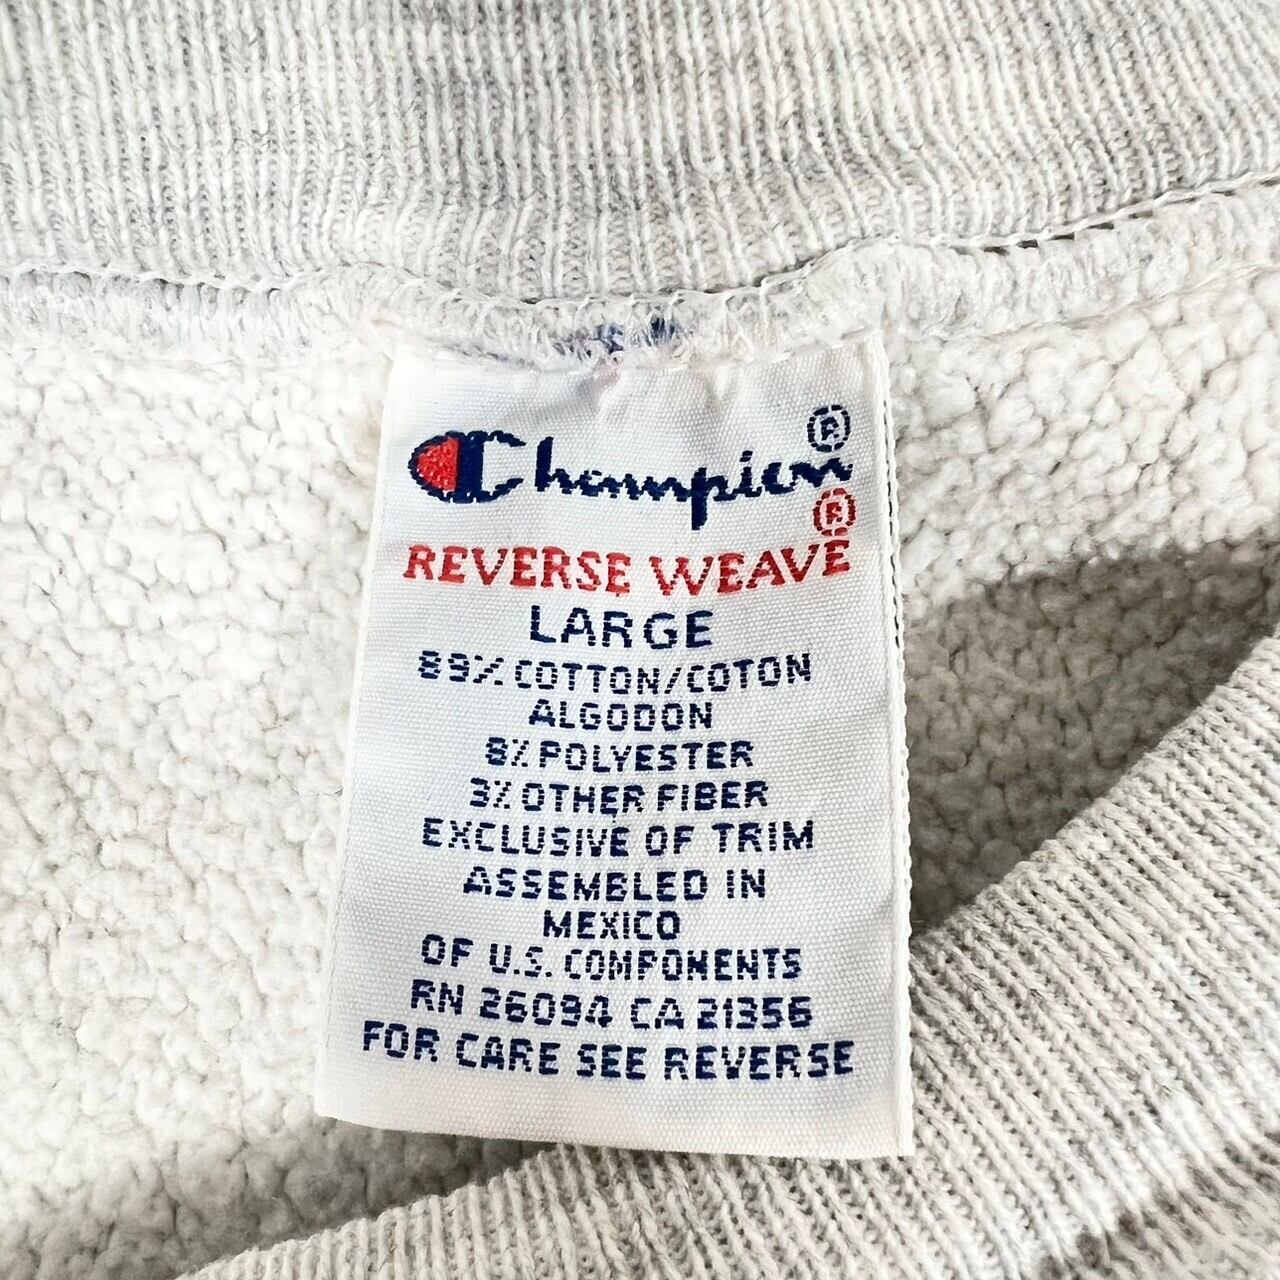 Champion®
REVERSE WEAVE®
LARGE
89% COTTON/COTON
ALGODON
8% POLYESTER
3% OTHER FIBER
EXCLUSIVE OF TRIM
ASSEMBLED IN
MEXICO
OF U.S. COMPONENTS
RN 26094 CA 21356
FOR CARE SEE REVERSE